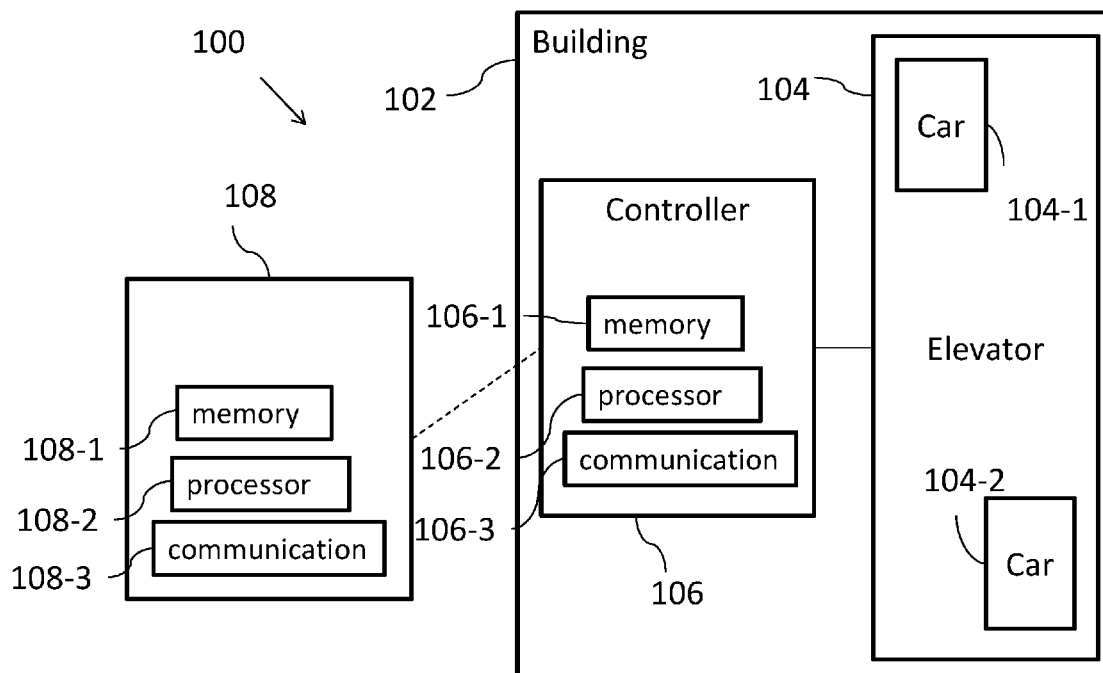 100
Building
102
104
Car
104-1
108
Controller
106-1
memory
Elevator
memory
108-1
processor
106-2
communication
processor
108-2
106-3
104-2
communication
108-3
Car
106